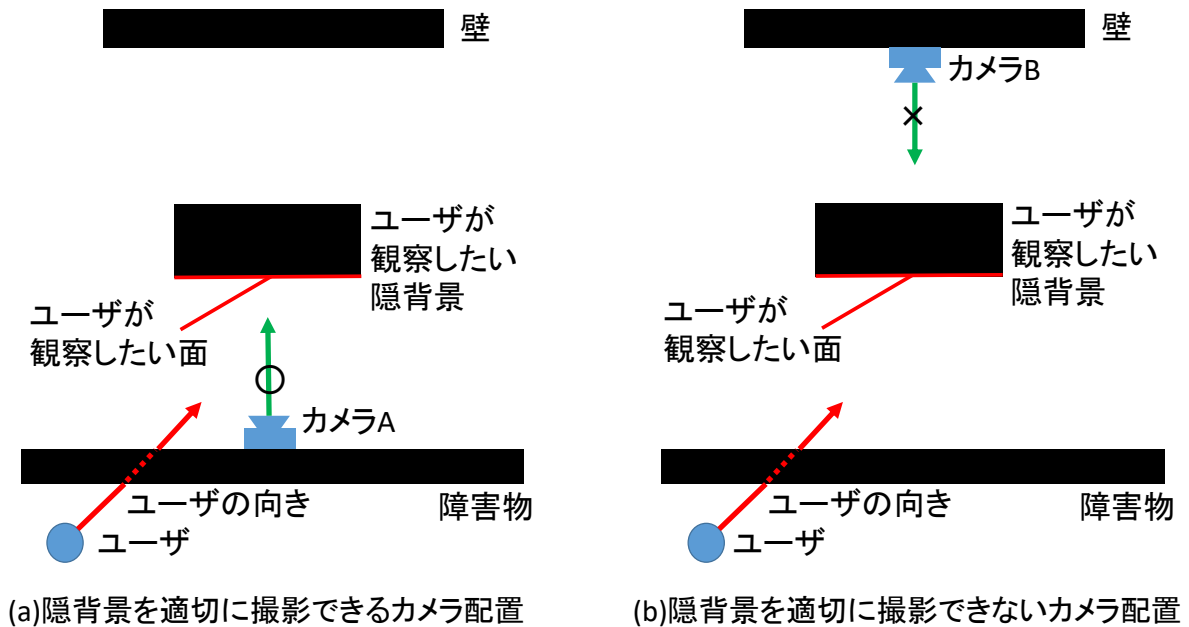 壁
ユーザが
観察したい
隠背景
ユーザが
観察したい面
カメラA
ユーザの向き
障害物
ユーザ
(a)隠背景を適切に撮影できるカメラ配置
壁
カメラB
×
ユーザが
観察したい
隠背景
ユーザが
観察したい面
ユーザの向き
障害物
ユーザ
(b)隠背景を適切に撮影できないカメラ配置